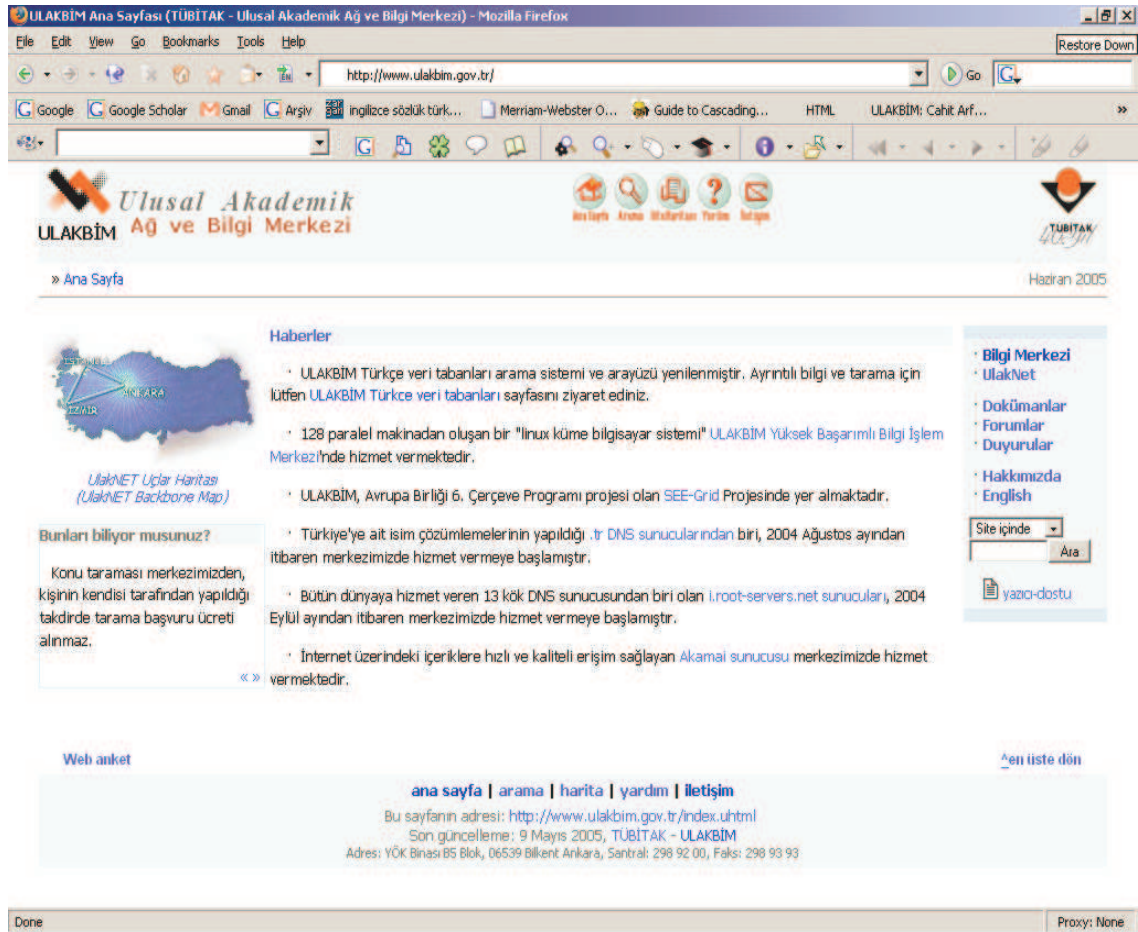 ULAKBİM Ana Sayfası (TÜBİTAK - Ulusal Akademik Ağ ve Bilgi Merkezi) - Mozilla Firefox
File Edit View Go Bookmarks Tools Help
Restore Down
http://www.ulakbim.gov.tr/
Go
Google Google Scholar Gmail Arşiv ingilizce sözlük türk... Merriam-Webster O... Guide to Cascading... HTML ULAKBİM: Cahit Arf... »
ULAKBİM
Ulusal Akademik
Ağ ve Bilgi Merkezi
Ana Sayfa Arama Site Haritası Yardım İletişim
TÜBİTAK
» Ana Sayfa
Haziran 2005
İSTANBUL
ANKARA
İZMİR
UlakNET Uçlar Haritası
(UlakNET Backbone Map)
Bunları biliyor musunuz?
Konu taraması merkezimizden,
kişinin kendisi tarafından yapıldığı
takdirde tarama başvuru ücreti
alınmaz.
« »
Haberler
· ULAKBİM Türkçe veri tabanları arama sistemi ve arayüzü yenilenmiştir. Ayrıntılı bilgi ve tarama için
lütfen ULAKBİM Türkce veri tabanları sayfasını ziyaret ediniz.
· 128 paralel makinadan oluşan bir "linux küme bilgisayar sistemi" ULAKBİM Yüksek Başarımlı Bilgi İşlem
Merkezi'nde hizmet vermektedir.
· ULAKBİM, Avrupa Birliği 6. Çerçeve Programı projesi olan SEE-Grid Projesinde yer almaktadır.
· Türkiye'ye ait isim çözümlemelerinin yapıldığı .tr DNS sunucularından biri, 2004 Ağustos ayından
itibaren merkezimizde hizmet vermeye başlamıştır.
· Bütün dünyaya hizmet veren 13 kök DNS sunucusundan biri olan i.root-servers.net sunucuları, 2004
Eylül ayından itibaren merkezimizde hizmet vermeye başlamıştır.
· İnternet üzerindeki içeriklere hızlı ve kaliteli erişim sağlayan Akamai sunucusu merkezimizde hizmet
vermektedir.
· Bilgi Merkezi
· UlakNet
· Dokümanlar
· Forumlar
· Duyurular
· Hakkımızda
· English
Site içinde
Ara
yazıcı-dostu
Web anket
^en üste dön
ana sayfa | arama | harita | yardım | iletişim
Bu sayfanın adresi: http://www.ulakbim.gov.tr/index.uhtml
Son güncelleme: 9 Mayıs 2005, TÜBİTAK - ULAKBİM
Adres: YÖK Binası B5 Blok, 06539 Bilkent Ankara, Santral: 298 92 00, Faks: 298 93 93
Done
Proxy: None